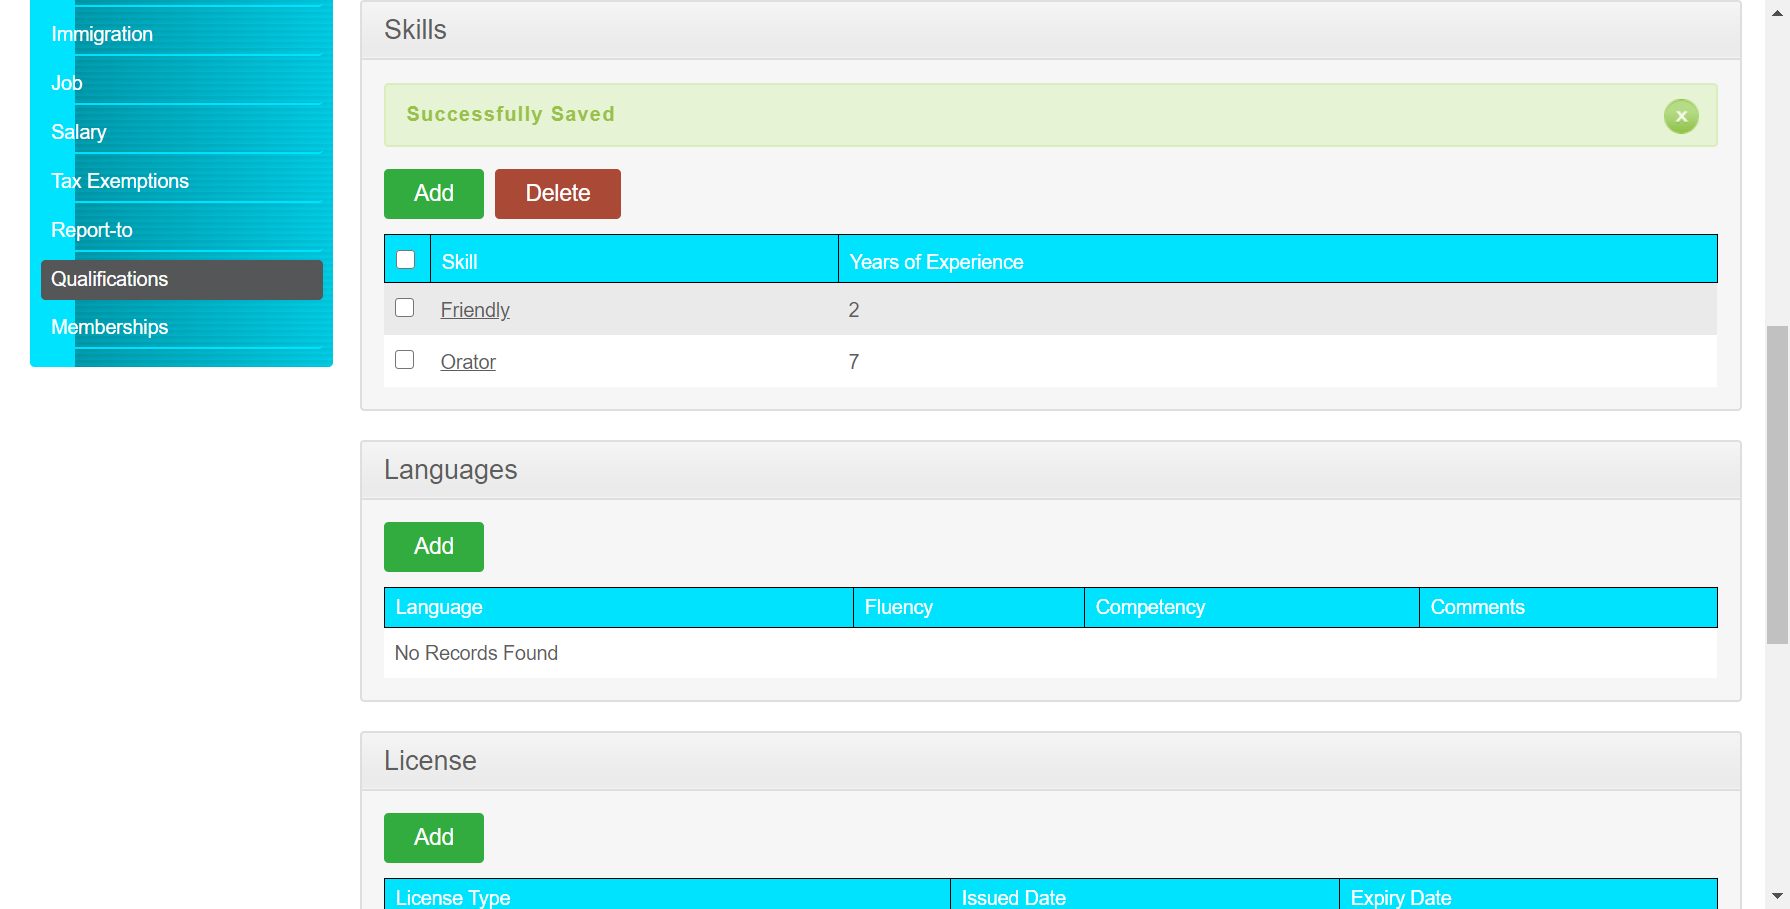 Immigration
Job
Salary
Tax Exemptions
Report-to
Qualifications
Memberships
Skills
Successfully Saved
x
Add Delete
Skill Years of Experience
Friendly 2
Orator 7
Languages
Add
Language Fluency Competency Comments
No Records Found
License
Add
License Type Issued Date Expiry Date